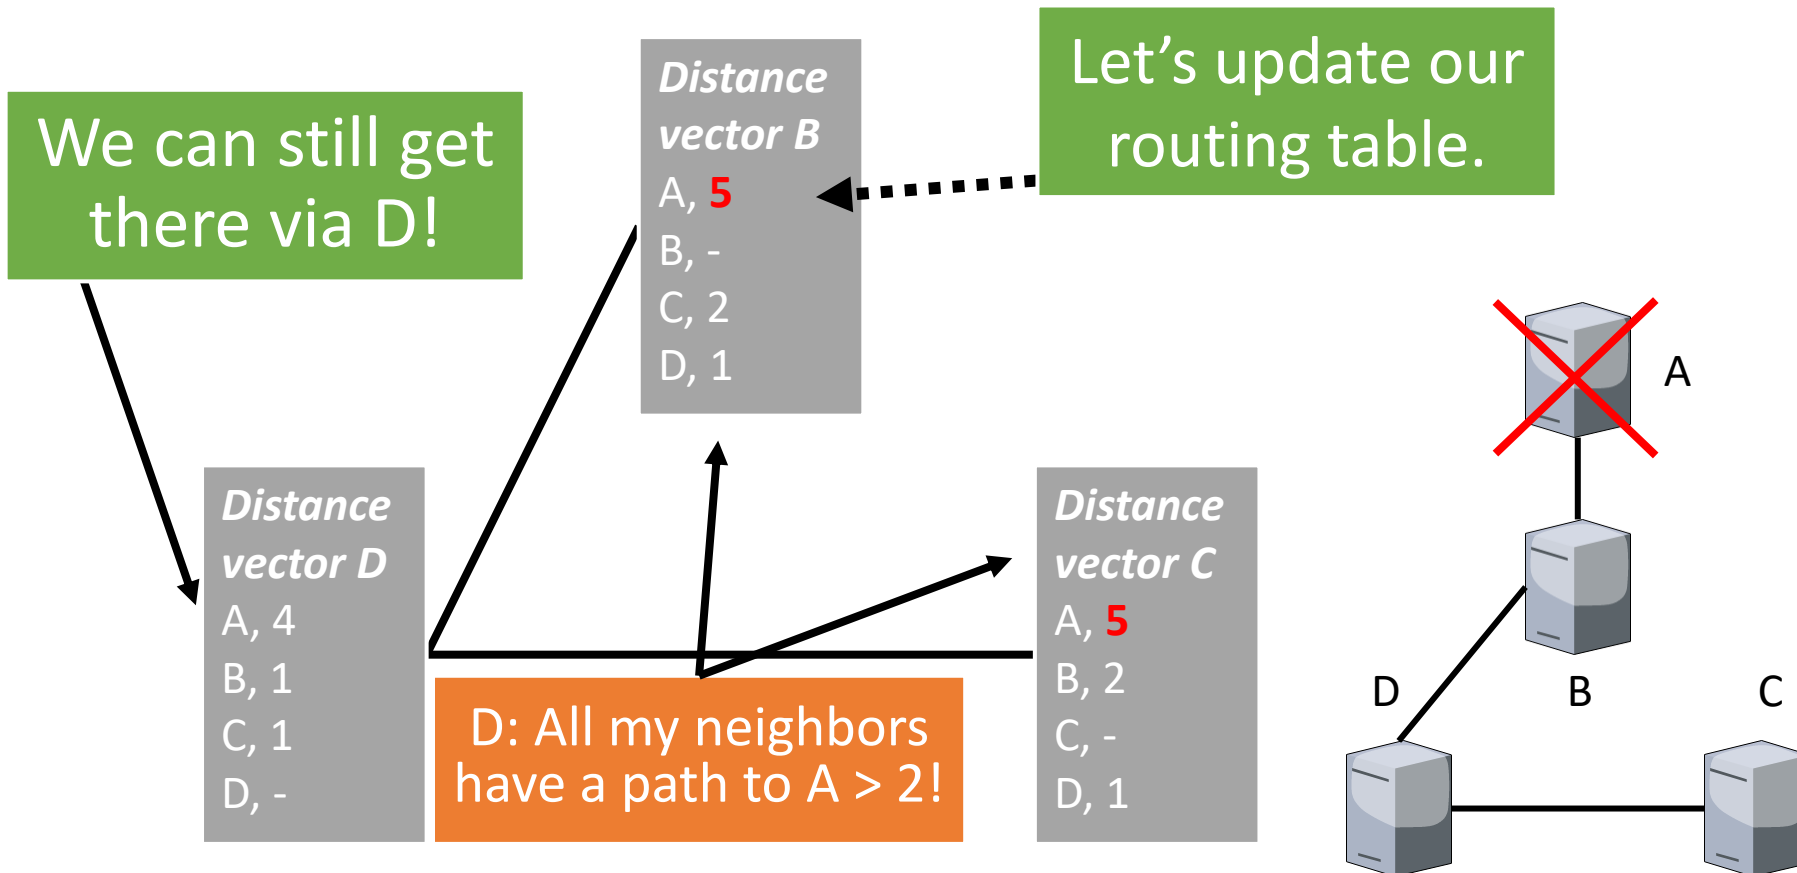 We can still get
there via D!
Distance
vector B
A, 5
B, -
C, 2
D, 1
Let’s update our
routing table.
Distance
vector D
A, 4
B, 1
C, 1
D, -
D: All my neighbors
have a path to A > 2!
Distance
vector C
A, 5
B, 2
C, -
D, 1
A
D
B
C